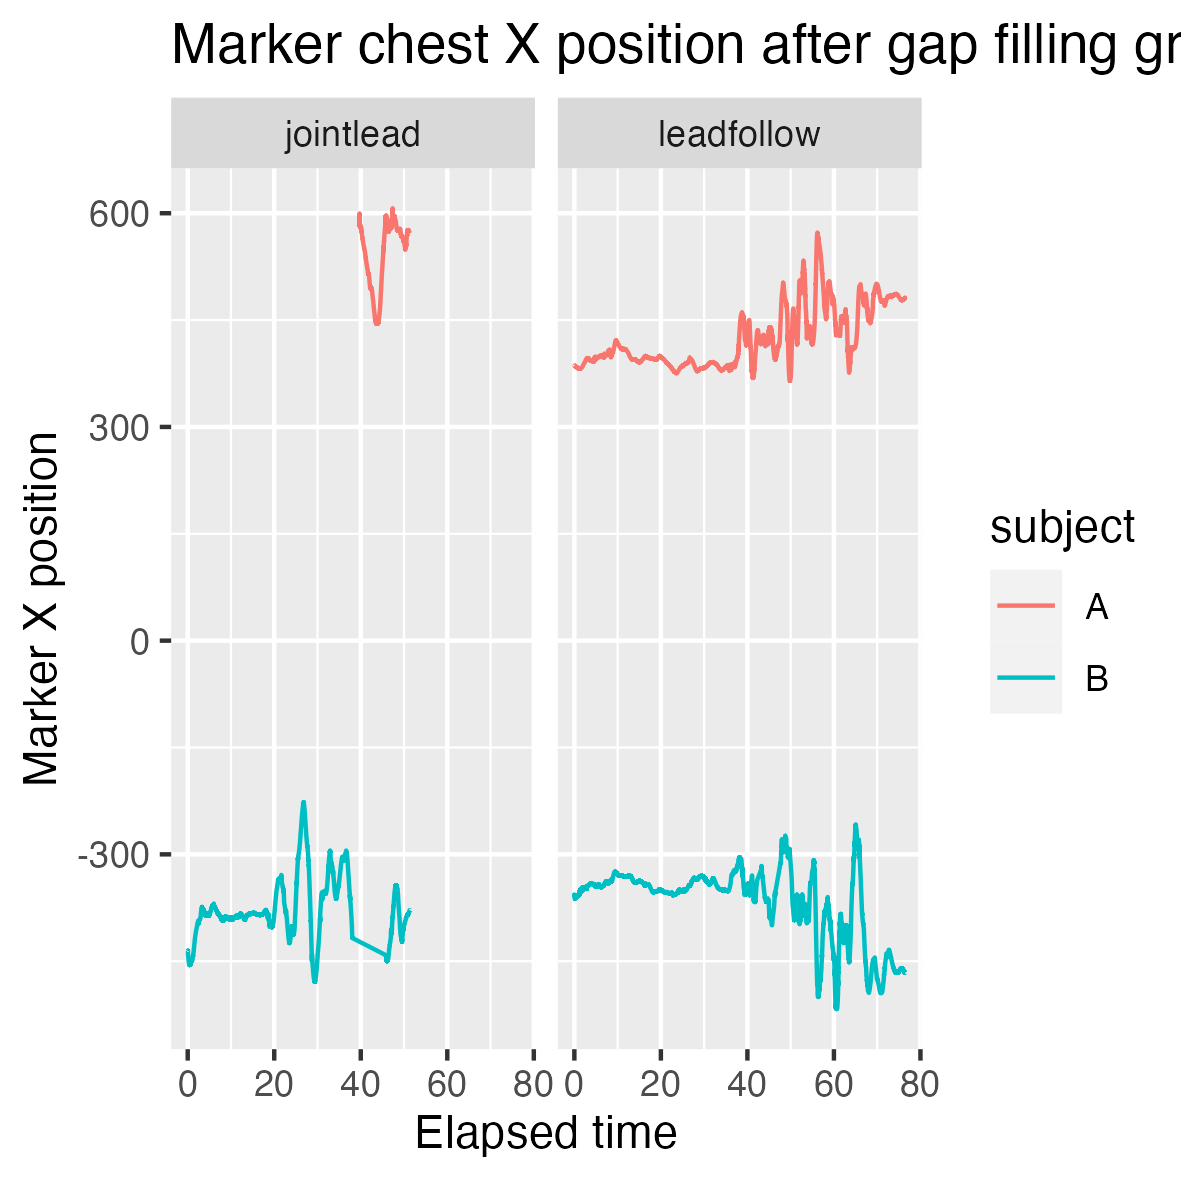 Marker chest X position after gap filling gr
jointlead
leadfollow
600
300
0
-300
Marker X position
0 20 40 60 80
0 20 40 60 80
Elapsed time
subject
A
B